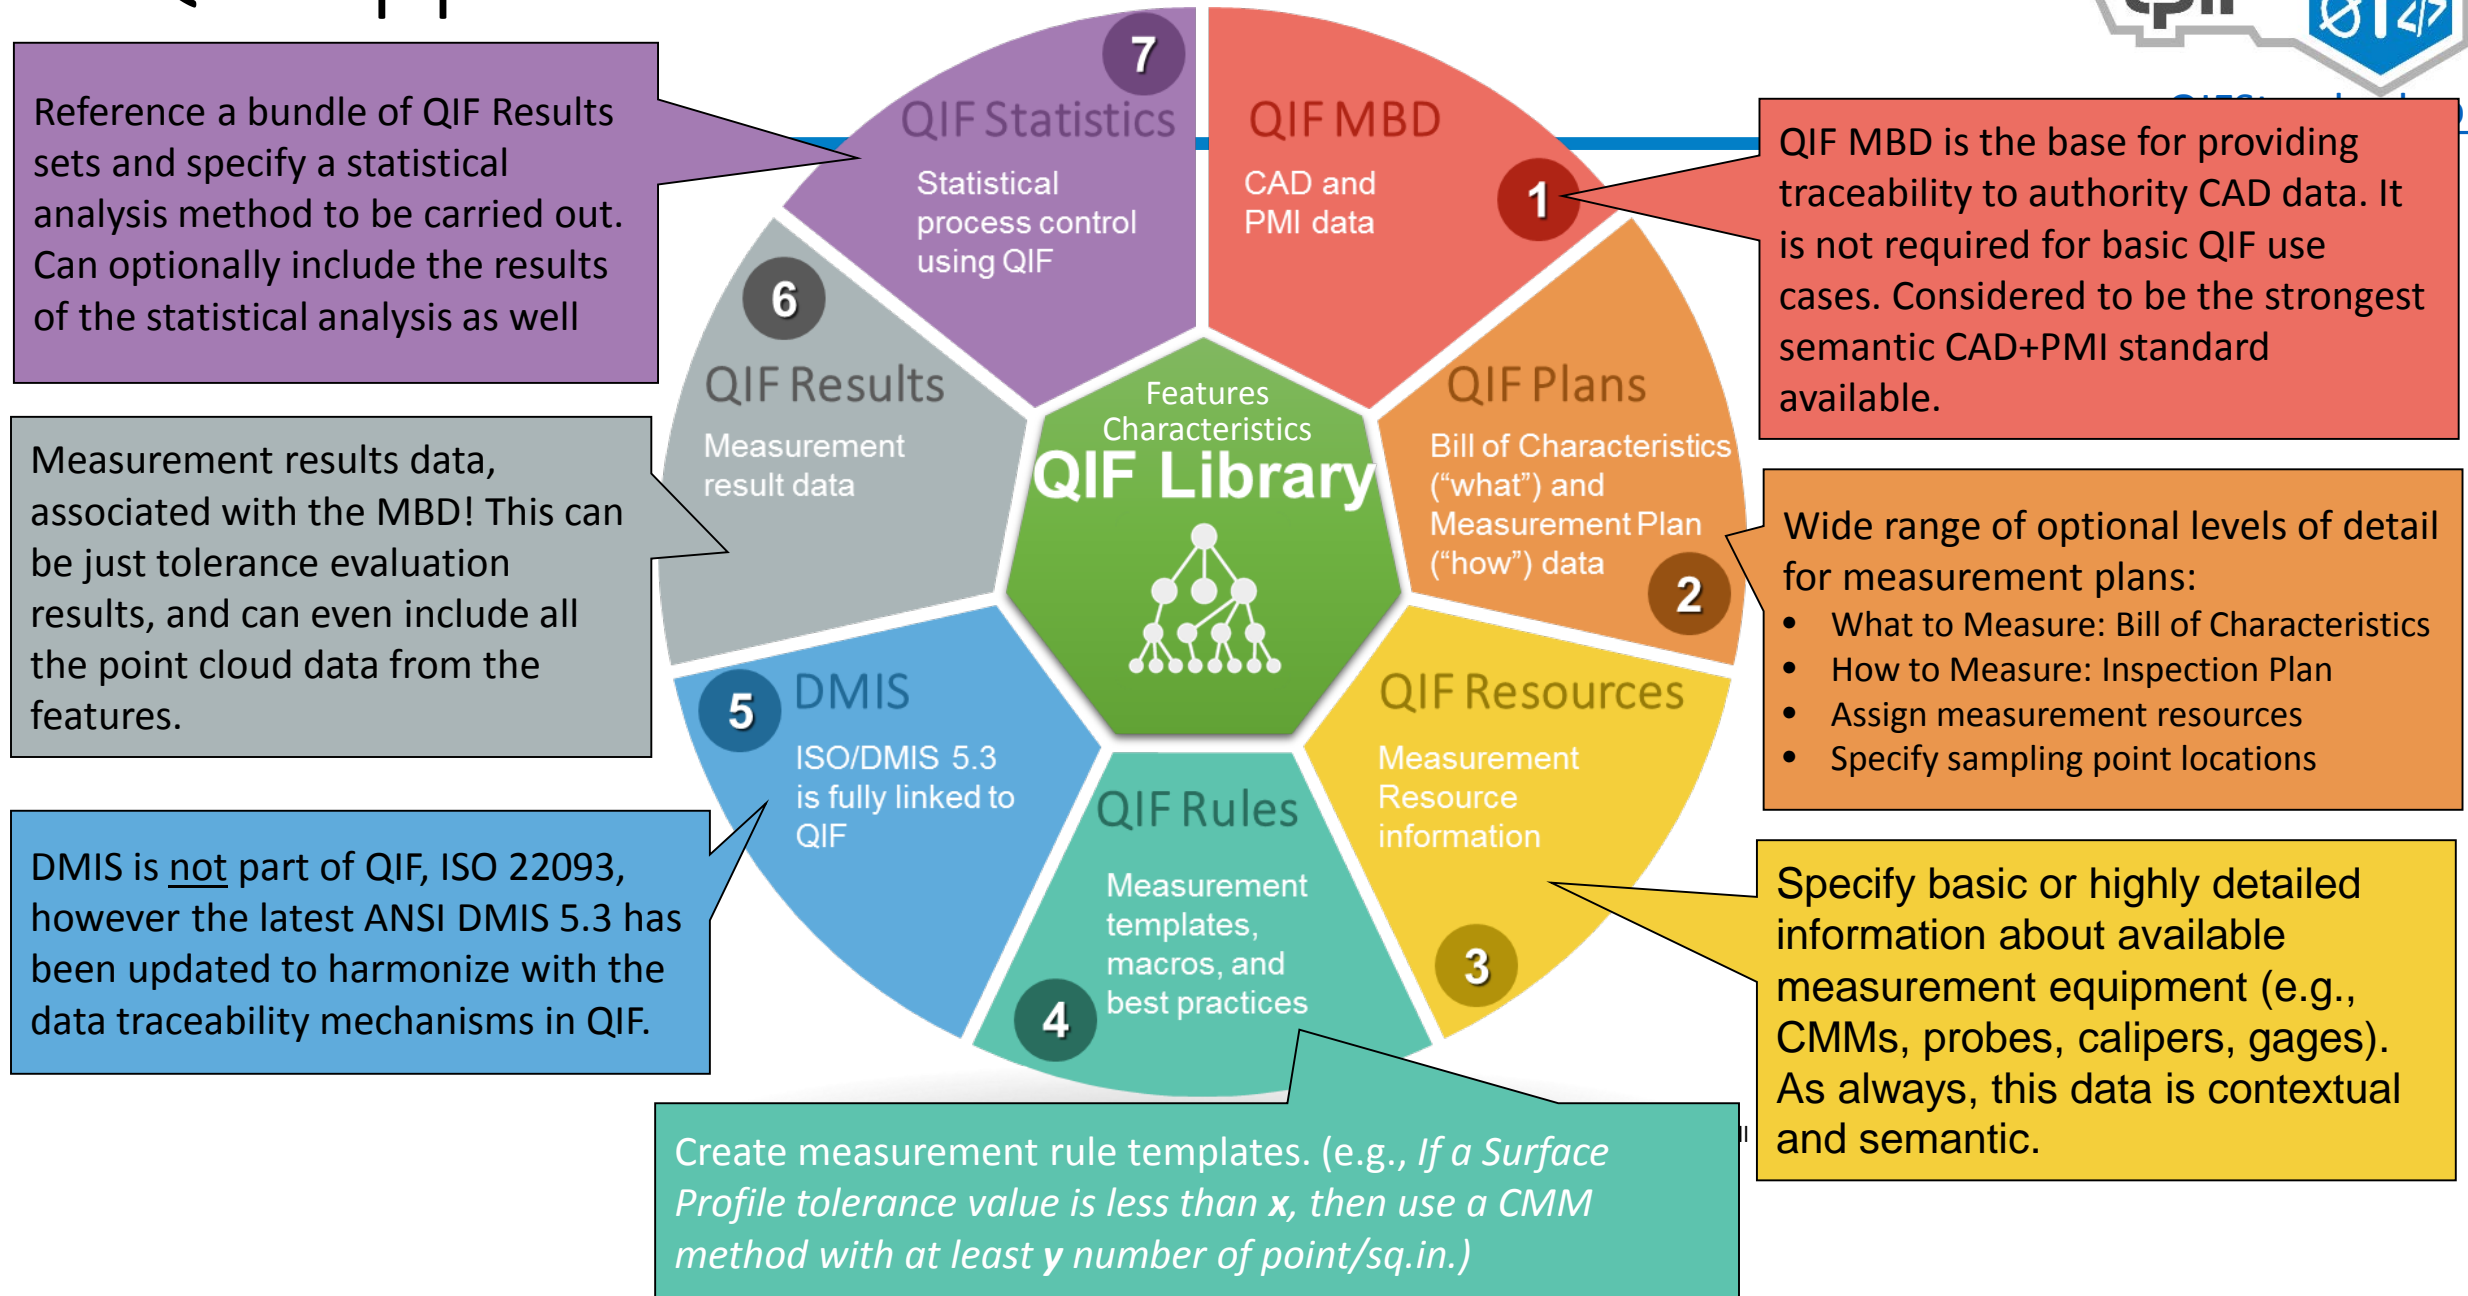 7
QIF Statistics
Statistical
process control
using QIF
QIF MBD
CAD and
PMI data
1
Reference a bundle of QIF Results
sets and specify a statistical
analysis method to be carried out.
Can optionally include the results
of the statistical analysis as well
QIF MBD is the base for providing
traceability to authority CAD data. It
is not required for basic QIF use
cases. Considered to be the strongest
semantic CAD+PMI standard
available.
6
QIF Results
Measurement
result data
Features
Characteristics
QIF Library
QIF Plans
Bill of Characteristics
(“what”) and
Measurement Plan
(“how”) data
2
Measurement results data,
associated with the MBD! This can
be just tolerance evaluation
results, and can even include all
the point cloud data from the
features.
Wide range of optional levels of detail
for measurement plans:
• What to Measure: Bill of Characteristics
• How to Measure: Inspection Plan
• Assign measurement resources
• Specify sampling point locations
5
DMIS
ISO/DMIS 5.3
is fully linked to
QIF
QIF Rules
Measurement
templates,
macros, and
best practices
4
QIF Resources
Measurement
Resource
information
3
DMIS is not part of QIF, ISO 22093,
however the latest ANSI DMIS 5.3 has
been updated to harmonize with the
data traceability mechanisms in QIF.
Specify basic or highly detailed
information about available
measurement equipment (e.g.,
CMMs, probes, calipers, gages).
As always, this data is contextual
and semantic.
Create measurement rule templates. (e.g., If a Surface
Profile tolerance value is less than x, then use a CMM
method with at least y number of point/sq.in.)